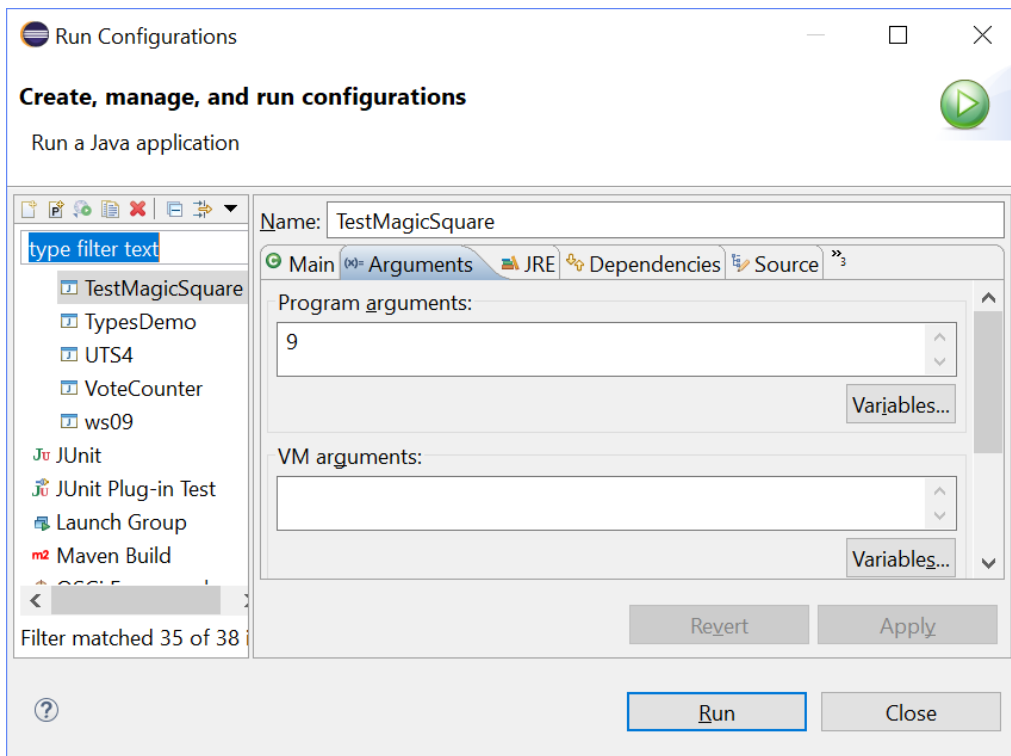 Run Configurations
Create, manage, and run configurations
Run a Java application
type filter text
TestMagicSquare
TypesDemo
UTS4
VoteCounter
ws09
JUnit
JUnit Plug-in Test
Launch Group
m2 Maven Build
Filter matched 35 of 38 i
Name: TestMagicSquare
Main (x)= Arguments JRE Dependencies Source »3
Program arguments:
9
Variables...
VM arguments:
Variables...
Revert Apply
Run Close